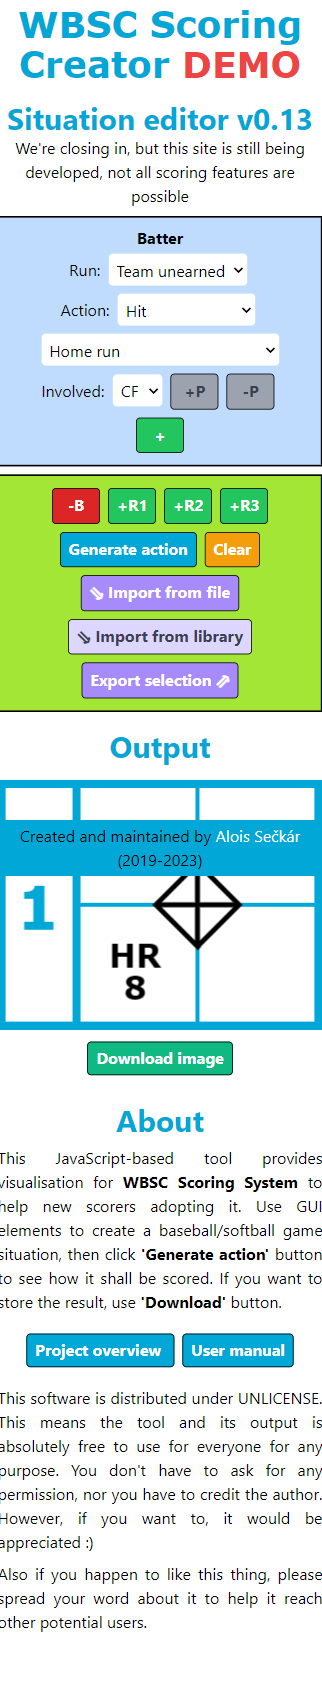 WBSC Scoring
Creator DEMO
Situation editor v0.13
We're closing in, but this site is still being
developed, not all scoring features are
possible
Batter
Run: Team unearned
Action: Hit
Home run
Involved: CF +P -P
+
-B +R1 +R2 +R3
Generate action Clear
⇘ Import from file
⇘ Import from library
Export selection ⇗
Output
Created and maintained by Alois Sečkár
(2019-2023)
1
HR
8
Download image
About
This JavaScript-based tool provides
visualisation for WBSC Scoring System to
help new scorers adopting it. Use GUI
elements to create a baseball/softball game
situation, then click 'Generate action' button
to see how it shall be scored. If you want to
store the result, use 'Download' button.
Project overview User manual
This software is distributed under UNLICENSE.
This means the tool and its output is
absolutely free to use for everyone for any
purpose. You don't have to ask for any
permission, nor you have to credit the author.
However, if you want to, it would be
appreciated :)
Also if you happen to like this thing, please
spread your word about it to help it reach
other potential users.